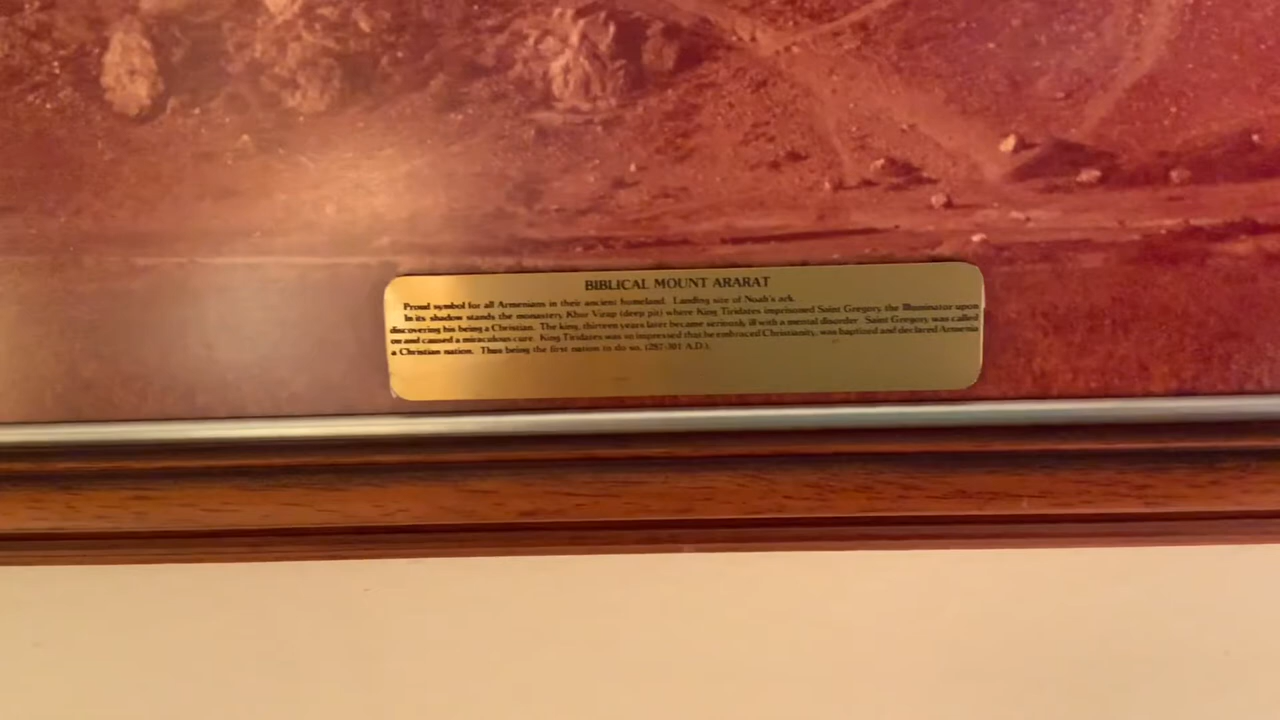 BIBLICAL MOUNT ARARAT
Proud symbol for all Armenians in their ancient homeland. Landing site of Noah's ark.
In its shadow stands the monastery, Khor Virap (deep pit) where King Tiridates imprisoned Saint Gregory, the Illuminator upon
discovering his being a Christian. The king, thirteen years later became seriously ill with a mental disorder. Saint Gregory, was called
on and caused a miraculous cure. King Tiridates was so impressed that he embraced Christianity, was baptised and declared Armenia
a Christian nation. Thus being the first nation to do so. (287-301 A.D.).